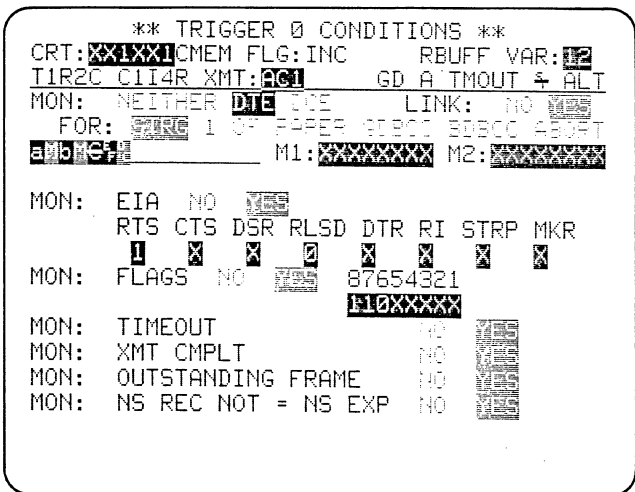 ** TRIGGER 0 CONDITIONS **
CRT:XX1XX1CMEM FLG:INC RBUFF VAR:12
T1R2C C1I4R XMT:AG1 GD A TMOUT & ALT
MON: NEITHER DTE DCE LINK: NO YES
FOR: STRG 1 OF PAPER GDBCC BDBCC ABORT
M1:XXXXXXXX M2:XXXXXXXX
MON: EIA NO YES
RTS CTS DSR RLSD DTR RI STRP MKR
1 X X 0 X X X X
MON: FLAGS NO YES 87654321
110XXXXX
MON: TIMEOUT NO YES
MON: XMT CMPLT NO YES
MON: OUTSTANDING FRAME NO YES
MON: NS REC NOT = NS EXP NO YES